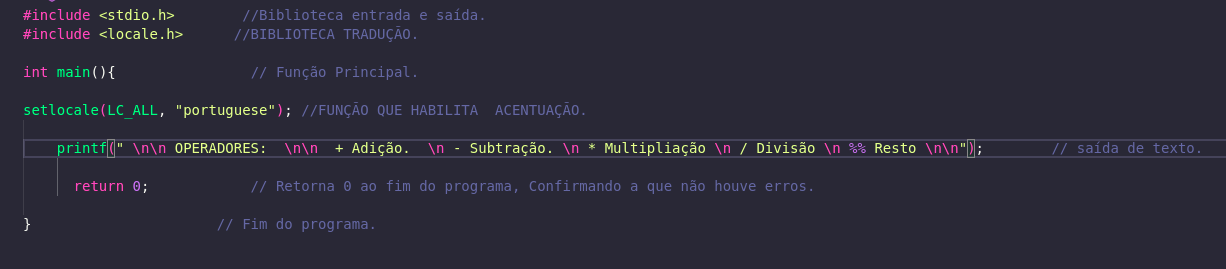 #include <stdio.h> //Biblioteca entrada e saída.
#include <locale.h> //BIBLIOTECA TRADUÇÃO.
int main(){ // Função Principal.
setlocale(LC_ALL, "portuguese"); //FUNÇÃO QUE HABILITA  ACENTUAÇÃO.
printf(" \n\n OPERADORES:  \n\n  + Adição.  \n - Subtração. \n * Multipliação \n / Divisão \n %% Resto \n\n"); // saída de texto.
return 0; // Retorna 0 ao fim do programa, Confirmando a que não houve erros.
} // Fim do programa.